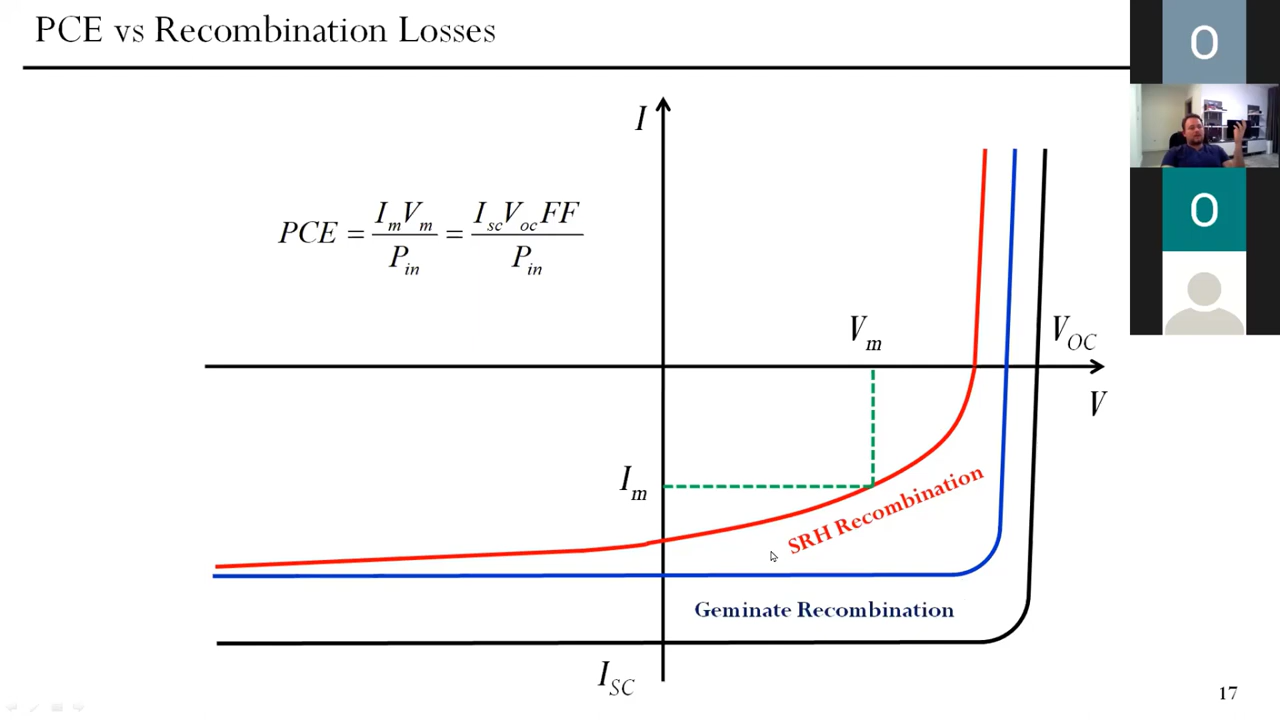 PCE vs Recombination Losses
O
I
PCE = I_m V_m / P_in = I_sc V_oc FF / P_in
O
V_m
V_OC
V
I_m
SRH Recombination
Geminate Recombination
I_SC
17